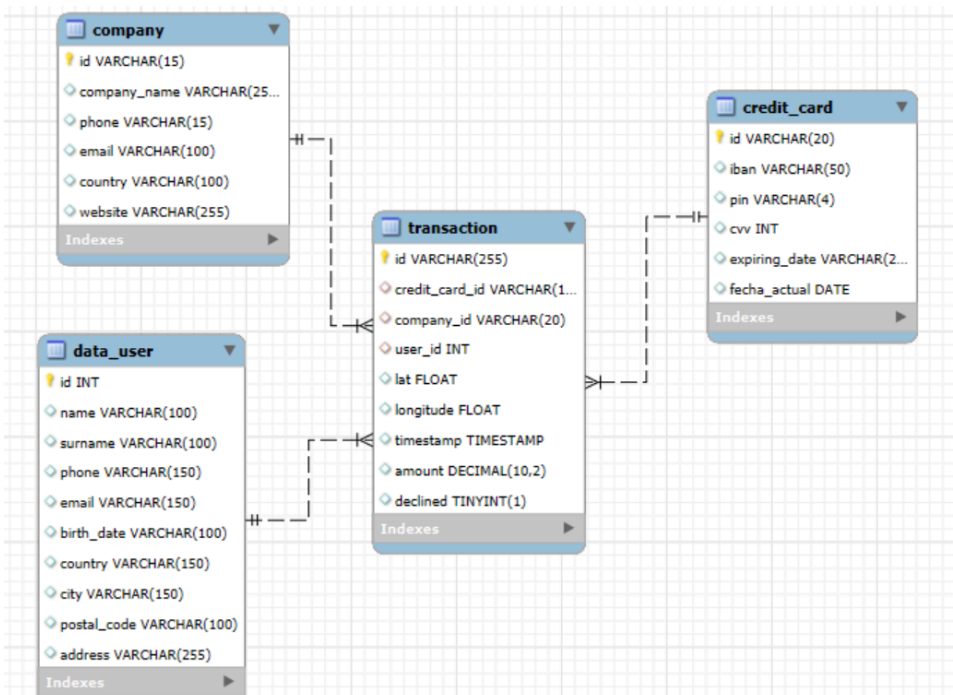 company
id VARCHAR(15)
company_name VARCHAR(25...
phone VARCHAR(15)
email VARCHAR(100)
country VARCHAR(100)
website VARCHAR(255)
Indexes
credit_card
id VARCHAR(20)
iban VARCHAR(50)
pin VARCHAR(4)
cvv INT
expiring_date VARCHAR(2...
fecha_actual DATE
Indexes
transaction
id VARCHAR(255)
credit_card_id VARCHAR(1...
company_id VARCHAR(20)
user_id INT
lat FLOAT
longitude FLOAT
timestamp TIMESTAMP
amount DECIMAL(10,2)
declined TINYINT(1)
Indexes
data_user
id INT
name VARCHAR(100)
surname VARCHAR(100)
phone VARCHAR(150)
email VARCHAR(150)
birth_date VARCHAR(100)
country VARCHAR(150)
city VARCHAR(150)
postal_code VARCHAR(100)
address VARCHAR(255)
Indexes